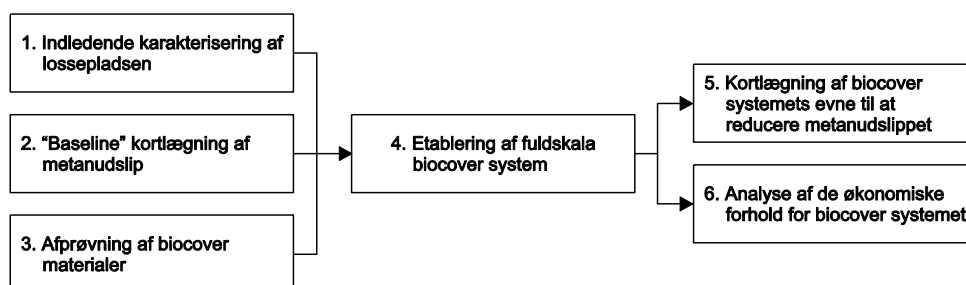 1. Indledende karakterisering af
lossepladsen
2. “Baseline” kortlægning af
metanudslip
3. Afprøvning af biocover
materialer
4. Etablering af fuldskala
biocover system
5. Kortlægning af biocover
systemets evne til at
reducere metanudslippet
6. Analyse af de økonomiske
forhold for biocover systemet